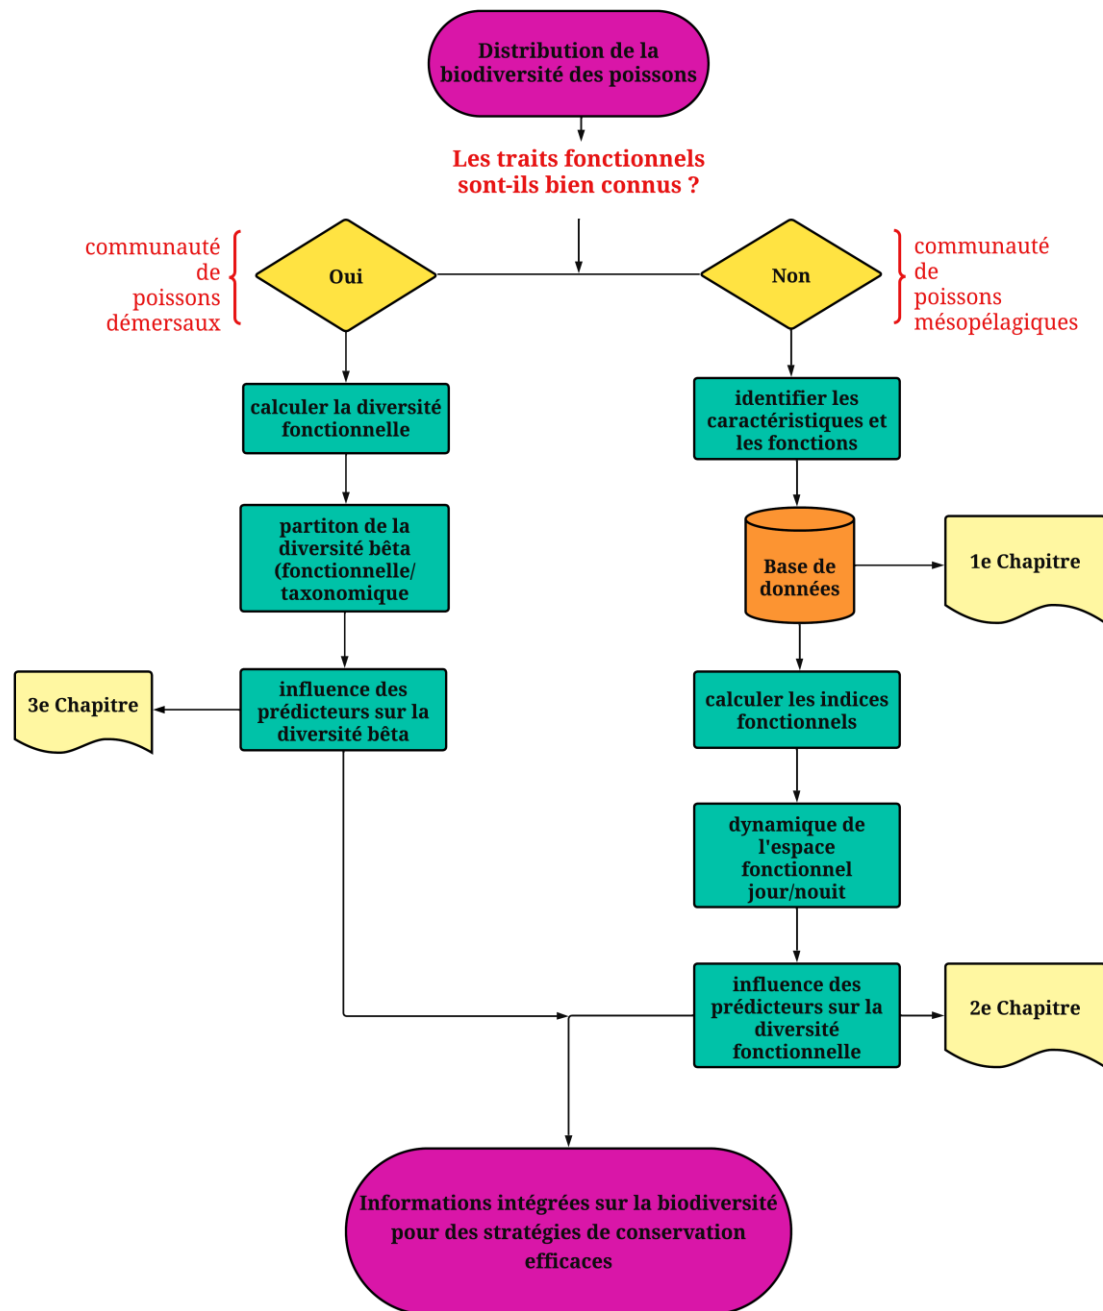 Distribution de la
biodiversité des poissons
Les traits fonctionnels
sont-ils bien connus ?
communauté
de
poissons
démersaux
Oui
Non
communauté
de
poissons
mésopélagiques
calculer la diversité
fonctionnelle
identifier les
caractéristiques et
les fonctions
partiton de la
diversité bêta
(fonctionnelle/
taxonomique
Base de
données
1e Chapitre
3e Chapitre
influence des
prédicteurs sur la
diversité bêta
calculer les indices
fonctionnels
dynamique de
l'espace
fonctionnel
jour/nouit
influence des
prédicteurs sur la
diversité
fonctionnelle
2e Chapitre
Informations intégrées sur la biodiversité
pour des stratégies de conservation
efficaces